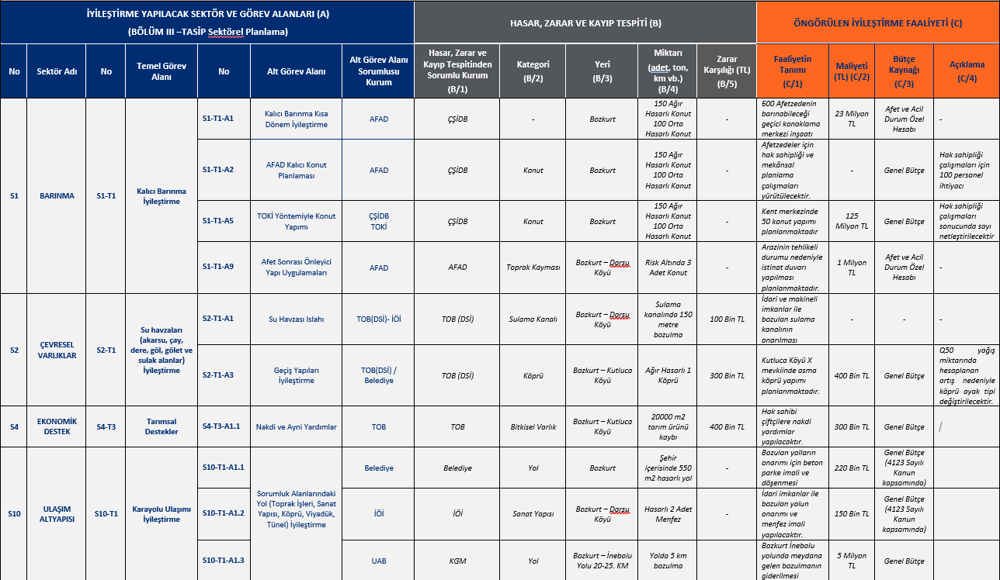 İYİLEŞTİRME YAPILACAK SEKTÖR VE GÖREV ALANLARI (A)
(BÖLÜM III –TASİP Sektörel Planlama)
HASAR, ZARAR VE KAYIP TESPİTİ (B)
ÖNGÖRÜLEN İYİLEŞTİRME FAALİYETİ (C)
No
Sektör Adı
No
Temel Görev
Alanı
No
Alt Görev Alanı
Alt Görev Alanı
Sorumlusu
Kurum
Hasar, Zarar ve
Kayıp Tespitinden
Sorumlu Kurum
(B/1)
Kategori
(B/2)
Yeri
(B/3)
Miktarı
(adet, ton,
km vb.)
(B/4)
Zarar
Karşılığı (TL)
(B/5)
Faaliyetin
Tanımı
(C/1)
Maliyeti
(TL) (C/2)
Bütçe
Kaynağı
(C/3)
Açıklama
(C/4)
S1
BARINMA
S1-T1
Kalıcı Barınma
İyileştirme
S1-T1-A1
Kalıcı Barınma Kısa
Dönem İyileştirme
AFAD
ÇŞİDB
-
Bozkurt
150 Ağır
Hasarlı Konut
100 Orta
Hasarlı Konut
-
600 Afetzedenin
barınabileceği
geçici konaklama
merkezi inşaatı
23 Milyon
TL
Afet ve Acil
Durum Özel
Hesabı
-
S1-T1-A2
AFAD Kalıcı Konut
Planlaması
AFAD
ÇŞİDB
Konut
Bozkurt
150 Ağır
Hasarlı Konut
100 Orta
Hasarlı Konut
-
Afetzedeler için
hak sahipliği ve
mekânsal
planlama
çalışmaları
yürütülecektir.
-
Genel Bütçe
Hak sahipliği
çalışmaları için
100 personel
ihtiyacı
S1-T1-A5
TOKİ Yöntemiyle Konut
Yapımı
ÇŞİDB
TOKİ
ÇŞİDB
Konut
Bozkurt
150 Ağır
Hasarlı Konut
100 Orta
Hasarlı Konut
-
Kent merkezinde
50 konut yapımı
planlanmaktadır
125
Milyon TL
Genel Bütçe
Hak sahipliği
çalışmaları
sonucunda sayı
netleştirilecektir
S1-T1-A9
Afet Sonrası Önleyici
Yapı Uygulamaları
AFAD
AFAD
Toprak Kayması
Bozkurt – Darsu
Köyü
Risk Altında 3
Adet Konut
-
Arazinin tehlikeli
durumu nedeniyle
istinat duvarı
yapılması
planlanmaktadır.
1 Milyon
TL
Afet ve Acil
Durum Özel
Hesabı
-
S2
ÇEVRESEL
VARLIKLAR
S2-T1
Su havzaları
(akarsu, çay,
dere, göl, gölet ve
sulak alanlar)
İyileştirme
S2-T1-A1
Su Havzası Islahı
TOB(DSİ)- İÖİ
TOB (DSİ)
Sulama Kanalı
Bozkurt – Darsu
Köyü
Sulama
kanalında 150
metre
bozulma
100 Bin TL
İdari ve makineli
imkanlar ile
bozulan sulama
kanalının
onarılması
-
-
-
S2-T1-A3
Geçiş Yapıları
İyileştirme
TOB(DSİ) /
Belediye
TOB (DSİ)
Köprü
Bozkurt – Kutluca
Köyü
Ağır Hasarlı 1
Köprü
300 Bin TL
Kutluca Köyü X
mevkiinde asma
köprü yapımı
planlanmaktadır.
400 Bin TL
Genel Bütçe
Q50 yağış
miktarında
hesaplanan
artış nedeniyle
köprü ayak tipi
değiştirilecektir.
S4
EKONOMİK
DESTEK
S4-T3
Tarımsal
Destekler
S4-T3-A1.1
Nakdi ve Ayni Yardımlar
TOB
TOB
Bitkisel Varlık
Bozkurt – Kutluca
Köyü
20000 m2
tarım ürünü
kaybı
400 Bin TL
Hak sahibi
çiftçilere nakdi
yardımlar
yapılacaktır.
300 Bin TL
Genel Bütçe
/
S10
ULAŞIM
ALTYAPISI
S10-T1
Karayolu Ulaşımı
İyileştirme
S10-T1-A1.1
Sorumluk Alanlarındaki
Yol (Toprak İşleri, Sanat
Yapısı, Köprü, Viyadük,
Tünel) İyileştirme
Belediye
Belediye
Yol
Bozkurt
Şehir
içerisinde 550
m2 hasarlı yol
-
Bozulan yolların
onarımı için beton
parke imali ve
döşenmesi
220 Bin TL
Genel Bütçe
(4123 Sayılı
Kanun
kapsamında)
S10-T1-A1.2
İÖİ
İÖİ
Sanat Yapısı
Bozkurt – Darsu
Köyü
Hasarlı 2 Adet
Menfez
-
İdari imkanlar ile
bozulan yolun
onarımı ve
menfez imali
yapılacaktır.
150 Bin TL
Genel Bütçe
(4123 Sayılı
Kanun
kapsamında)
S10-T1-A1.3
UAB
KGM
Yol
Bozkurt – İnebolu
Yolu 20-25. KM
Yolda 5 km
bozulma
Bozkurt İnebolu
yolunda meydana
gelen bozulmanın
giderilmesi
5 Milyon
TL
Genel Bütçe